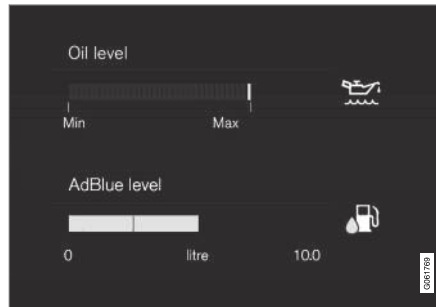 Oil level
Min Max
AdBlue level
0 litre 10.0
G061769